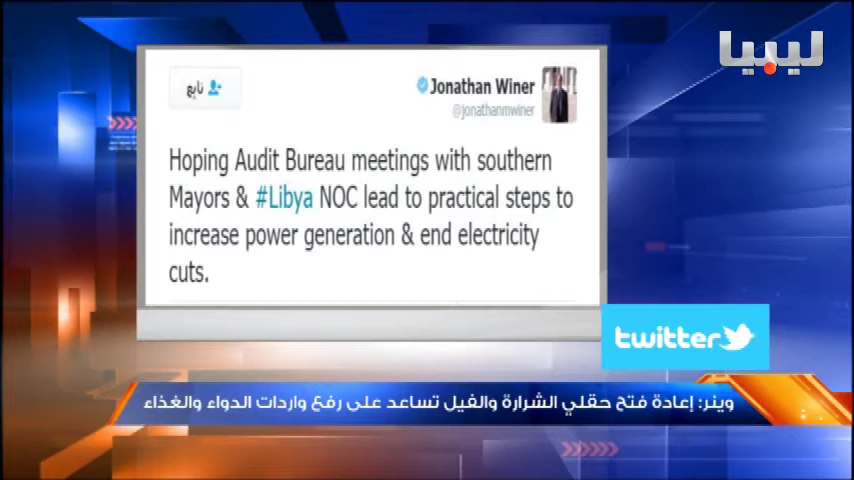 ليبيا
نابع
Jonathan Winer
@jonathanmwiner
Hoping Audit Bureau meetings with southern
Mayors & #Libya NOC lead to practical steps to
increase power generation & end electricity
cuts.
twitter
وينر: إعادة فتح حقلي الشرارة والفيل تساعد على رفع واردات الدواء والغذاء